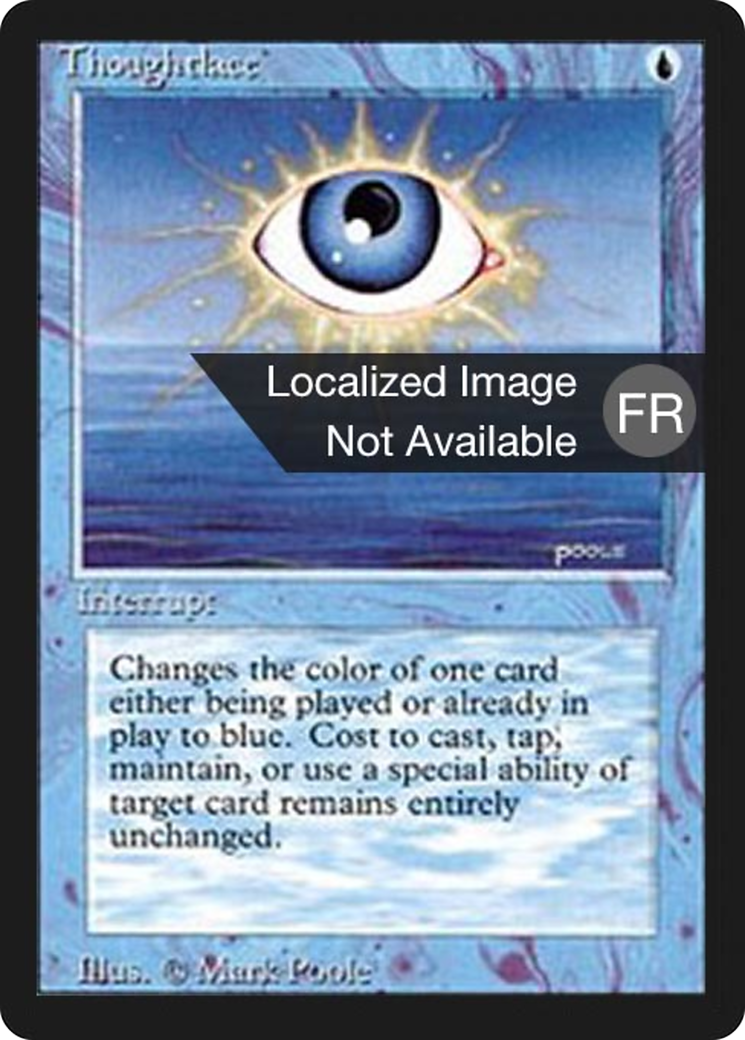 Thoughtlace
Localized Image
Not Available
FR
POOLE
Interrupt
Changes the color of one card
either being played or already in
play to blue. Cost to cast, tap,
maintain, or use a special ability of
target card remains entirely
unchanged.
Illus. © Mark Poole